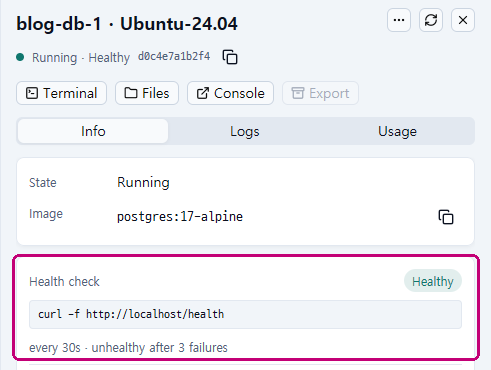 blog-db-1 · Ubuntu-24.04
Running · Healthy d0c4e7a1b2f4
Terminal Files Console Export
Info Logs Usage
State Running
Image postgres:17-alpine
Health check Healthy
curl -f http://localhost/health
every 30s · unhealthy after 3 failures